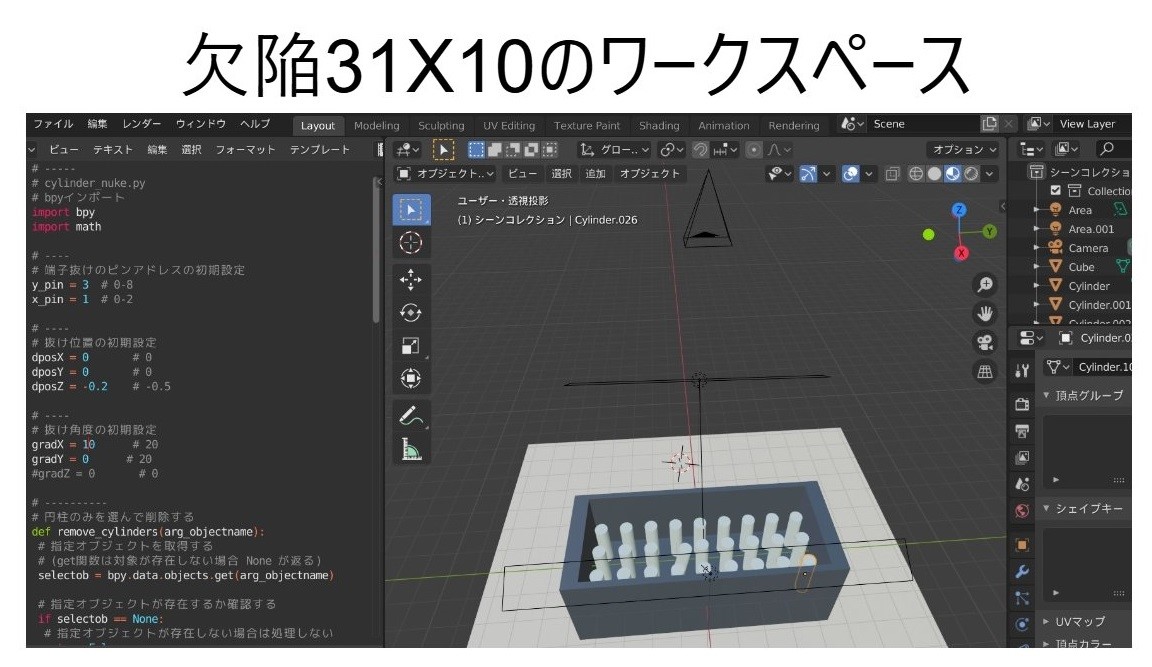 欠陥31X10のワークスペース
ファイル 編集 レンダー ウィンドウ ヘルプ Layout Modeling Sculpting UV Editing Texture Paint Shading Animation Rendering Scene View Layer
ビュー テキスト 編集 選択 フォーマット テンプレート グロー.. オプション
# -----
# cylinder_nuke.py
# bpyインポート
import bpy
import math
# ----
# 端子抜けのピンアドレスの初期設定
y_pin = 3 # 0-8
x_pin = 1 # 0-2
# ----
# 抜け位置の初期設定
dposX = 0 # 0
dposY = 0 # 0
dposZ = -0.2 # -0.5
# ----
# 抜け角度の初期設定
gradX = 10 # 20
gradY = 0 # 20
#gradZ = 0 # 0
# ----------
# 円柱のみを選んで削除する
def remove_cylinders(arg_objectname):
# 指定オブジェクトを取得する
# (get関数は対象が存在しない場合 None が返る)
selectob = bpy.data.objects.get(arg_objectname)
# 指定オブジェクトが存在するか確認する
if selectob == None:
# 指定オブジェクトが存在しない場合は処理しない
オブジェクト.. ビュー 選択 追加 オブジェクト
ユーザー・透視投影
(1) シーンコレクション | Cylinder.026
Z
Y
X
シーンコレクショ
Collectio
Area
Area.001
Camera
Cube
Cylinder
Cylinder.001
Cylinder.002
Cylinder.0
Cylinder.10
頂点グループ
シェイプキー
UVマップ
頂点カラー